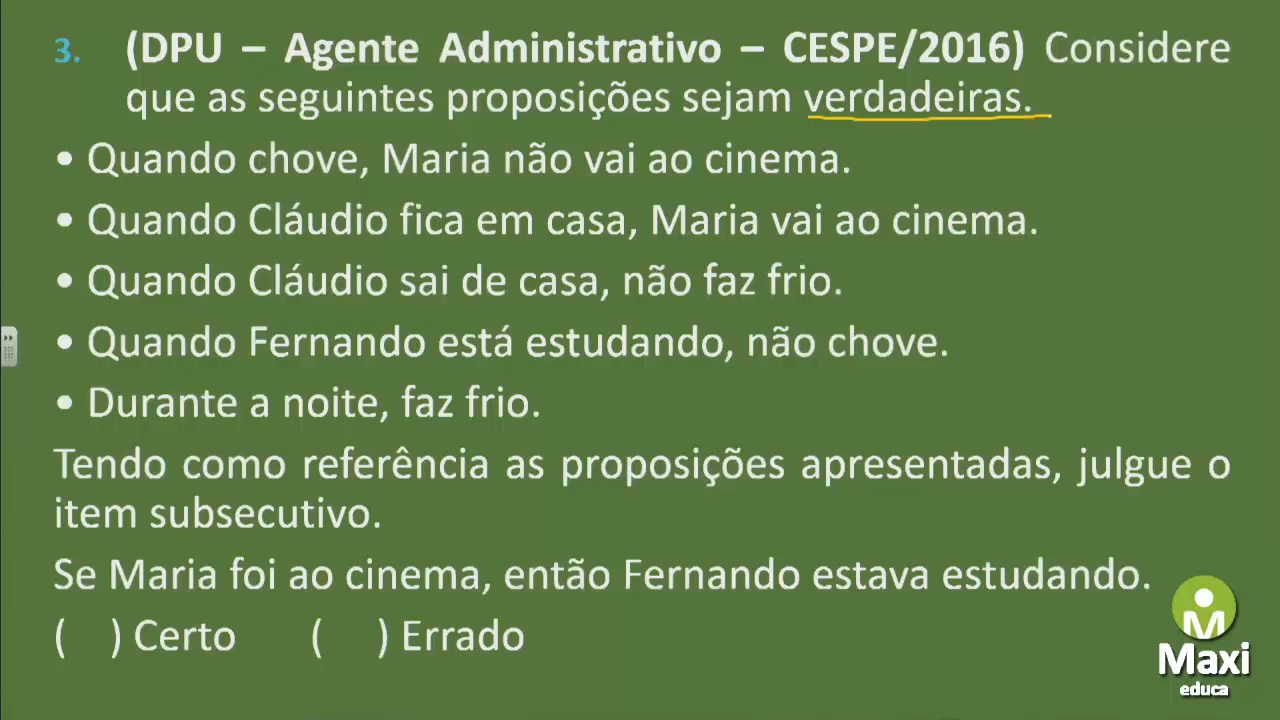 3. (DPU – Agente Administrativo – CESPE/2016) Considere
que as seguintes proposições sejam verdadeiras.
• Quando chove, Maria não vai ao cinema.
• Quando Cláudio fica em casa, Maria vai ao cinema.
• Quando Cláudio sai de casa, não faz frio.
• Quando Fernando está estudando, não chove.
• Durante a noite, faz frio.
Tendo como referência as proposições apresentadas, julgue o
item subsecutivo.
Se Maria foi ao cinema, então Fernando estava estudando.
( ) Certo ( ) Errado
M
Maxi
educa